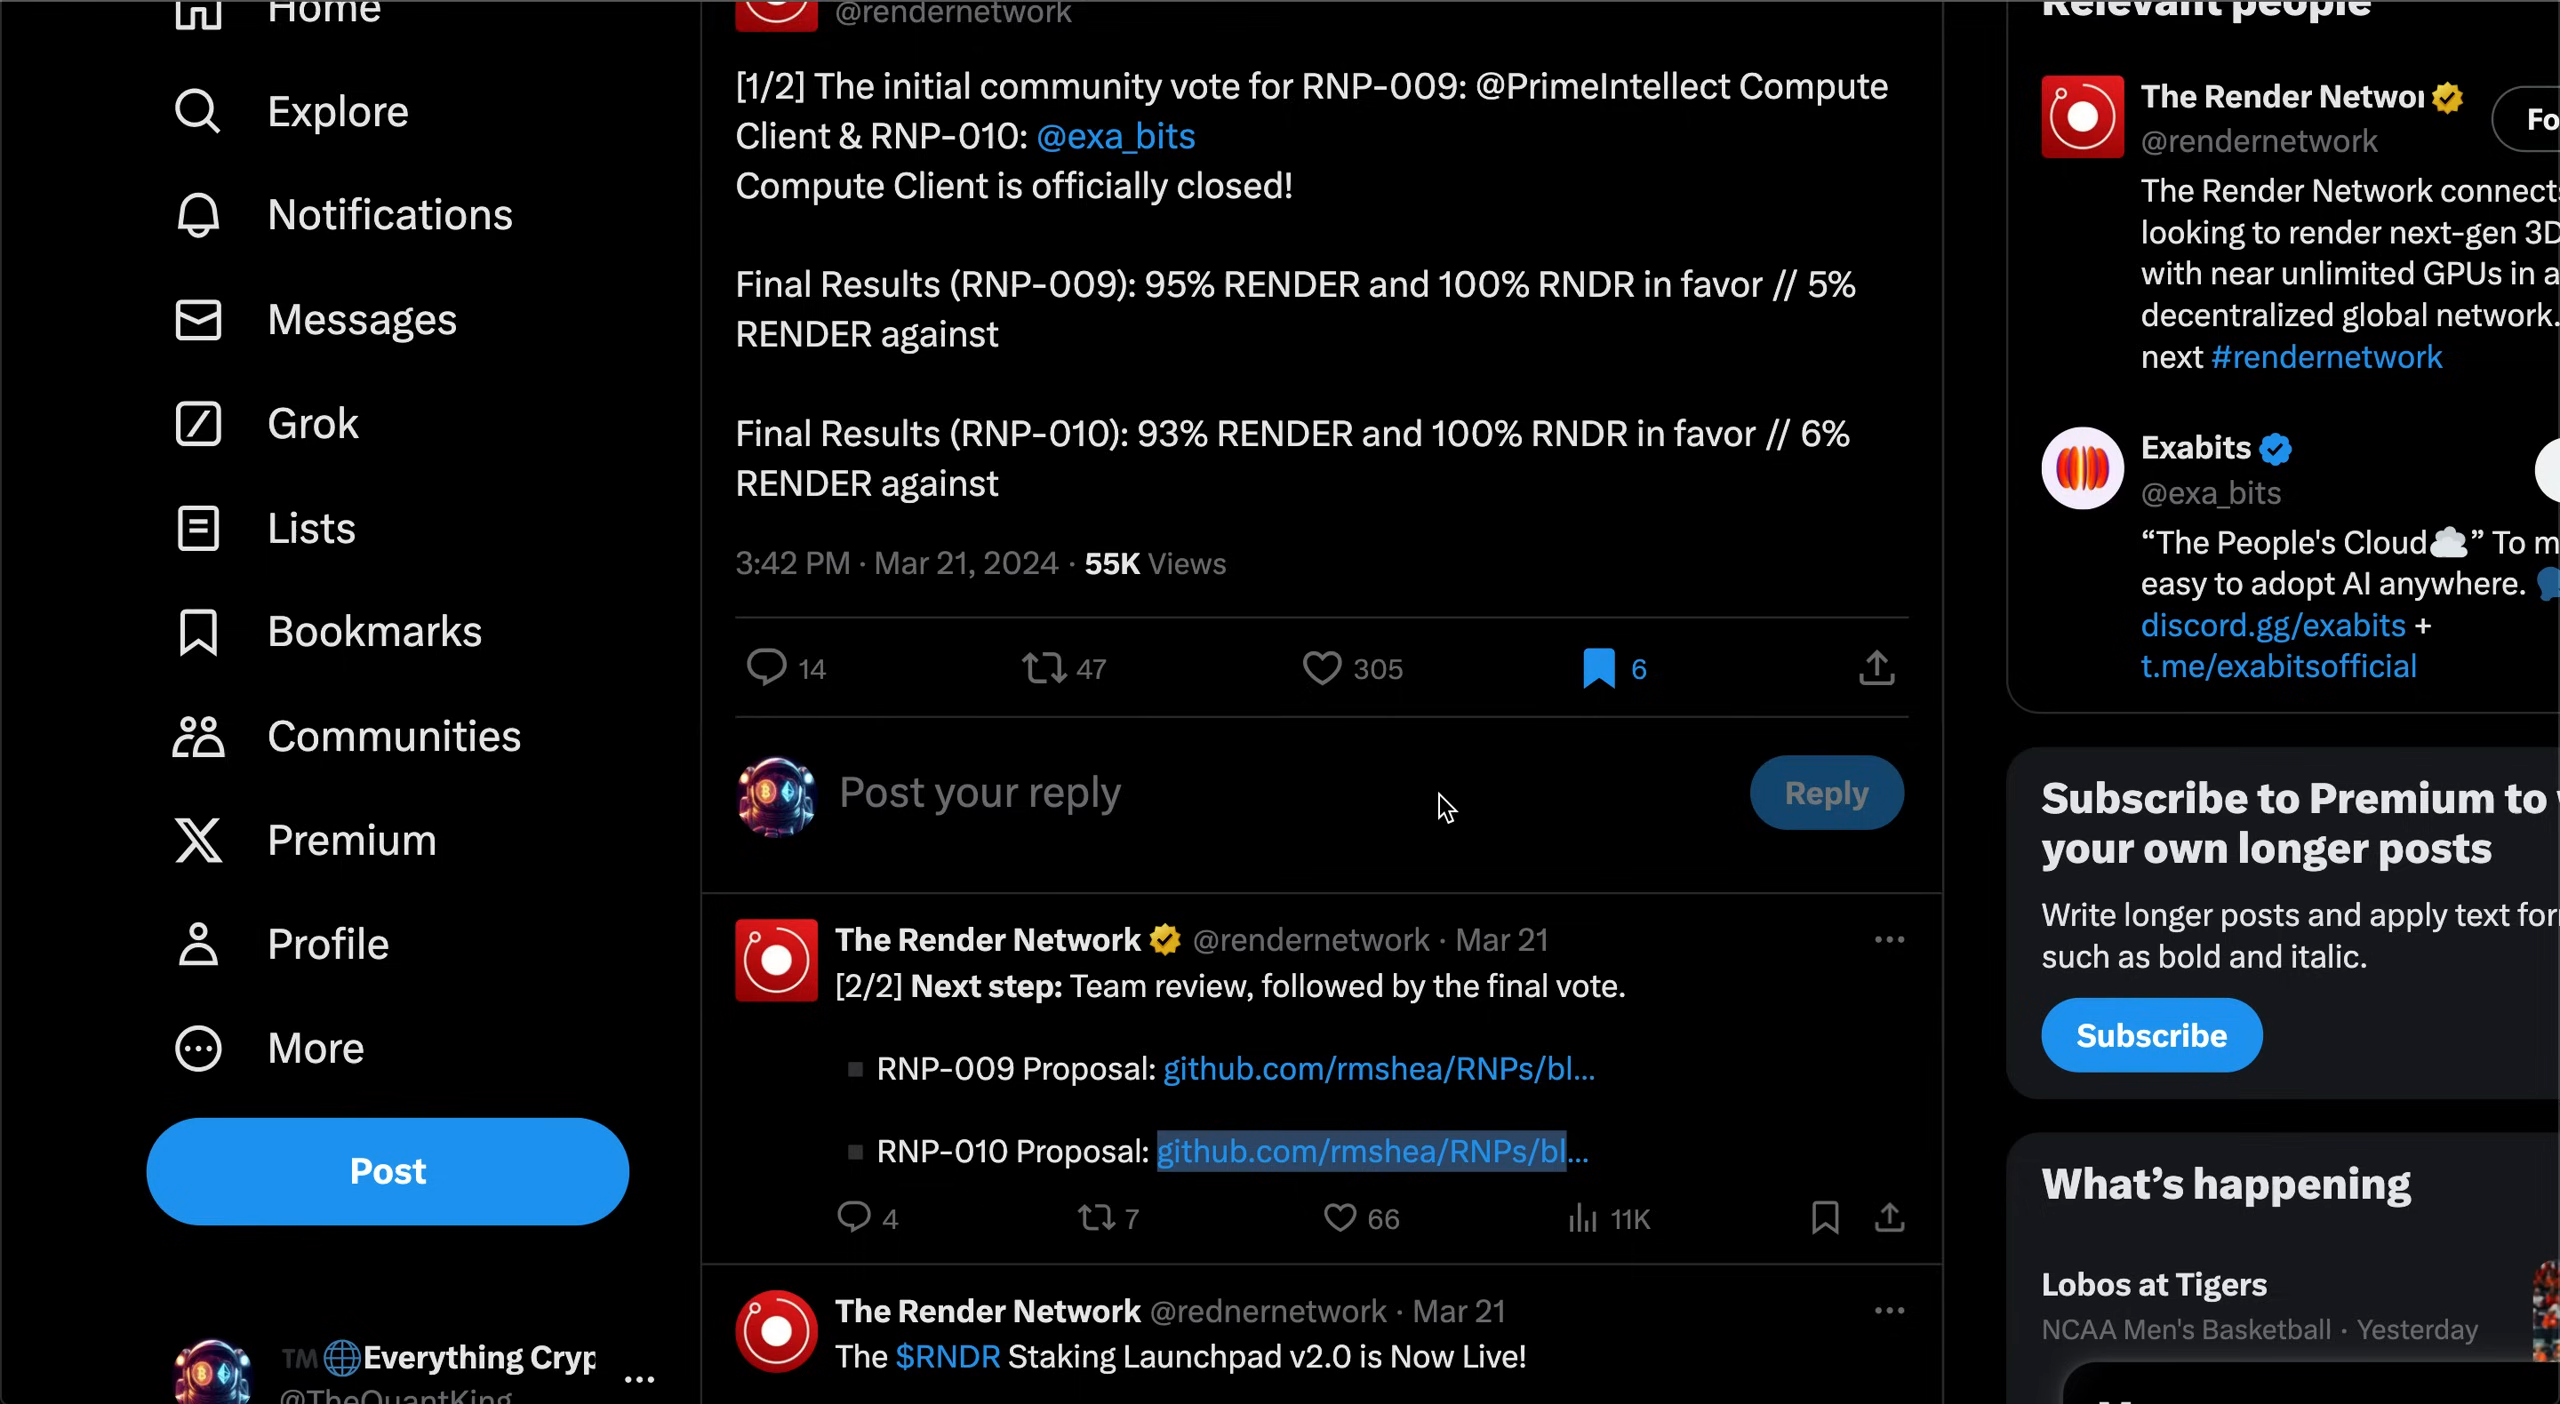 Home
Explore
Notifications
Messages
Grok
Lists
Bookmarks
Communities
Premium
Profile
More
Post
TM Everything Cryp
@TheQuantKing
@rendernetwork
[1/2] The initial community vote for RNP-009: @PrimeIntellect Compute
Client & RNP-010: @exa_bits
Compute Client is officially closed!
Final Results (RNP-009): 95% RENDER and 100% RNDR in favor // 5%
RENDER against
Final Results (RNP-010): 93% RENDER and 100% RNDR in favor // 6%
RENDER against
3:42 PM · Mar 21, 2024 · 55K Views
14 47 305 6
Post your reply
Reply
The Render Network @rendernetwork · Mar 21
[2/2] Next step: Team review, followed by the final vote.
RNP-009 Proposal: github.com/rmshea/RNPs/bl...
RNP-010 Proposal: github.com/rmshea/RNPs/bl...
4 7 66 11K
The Render Network @rednernetwork · Mar 21
The $RNDR Staking Launchpad v2.0 is Now Live!
Relevant people
The Render Networ
@rendernetwork
Fo
The Render Network connects
looking to render next-gen 3D
with near unlimited GPUs in a
decentralized global network.
next #rendernetwork
Exabits
@exa_bits
“The People's Cloud” To m
easy to adopt AI anywhere.
discord.gg/exabits +
t.me/exabitsofficial
Subscribe to Premium to
your own longer posts
Write longer posts and apply text for
such as bold and italic.
Subscribe
What’s happening
Lobos at Tigers
NCAA Men's Basketball · Yesterday